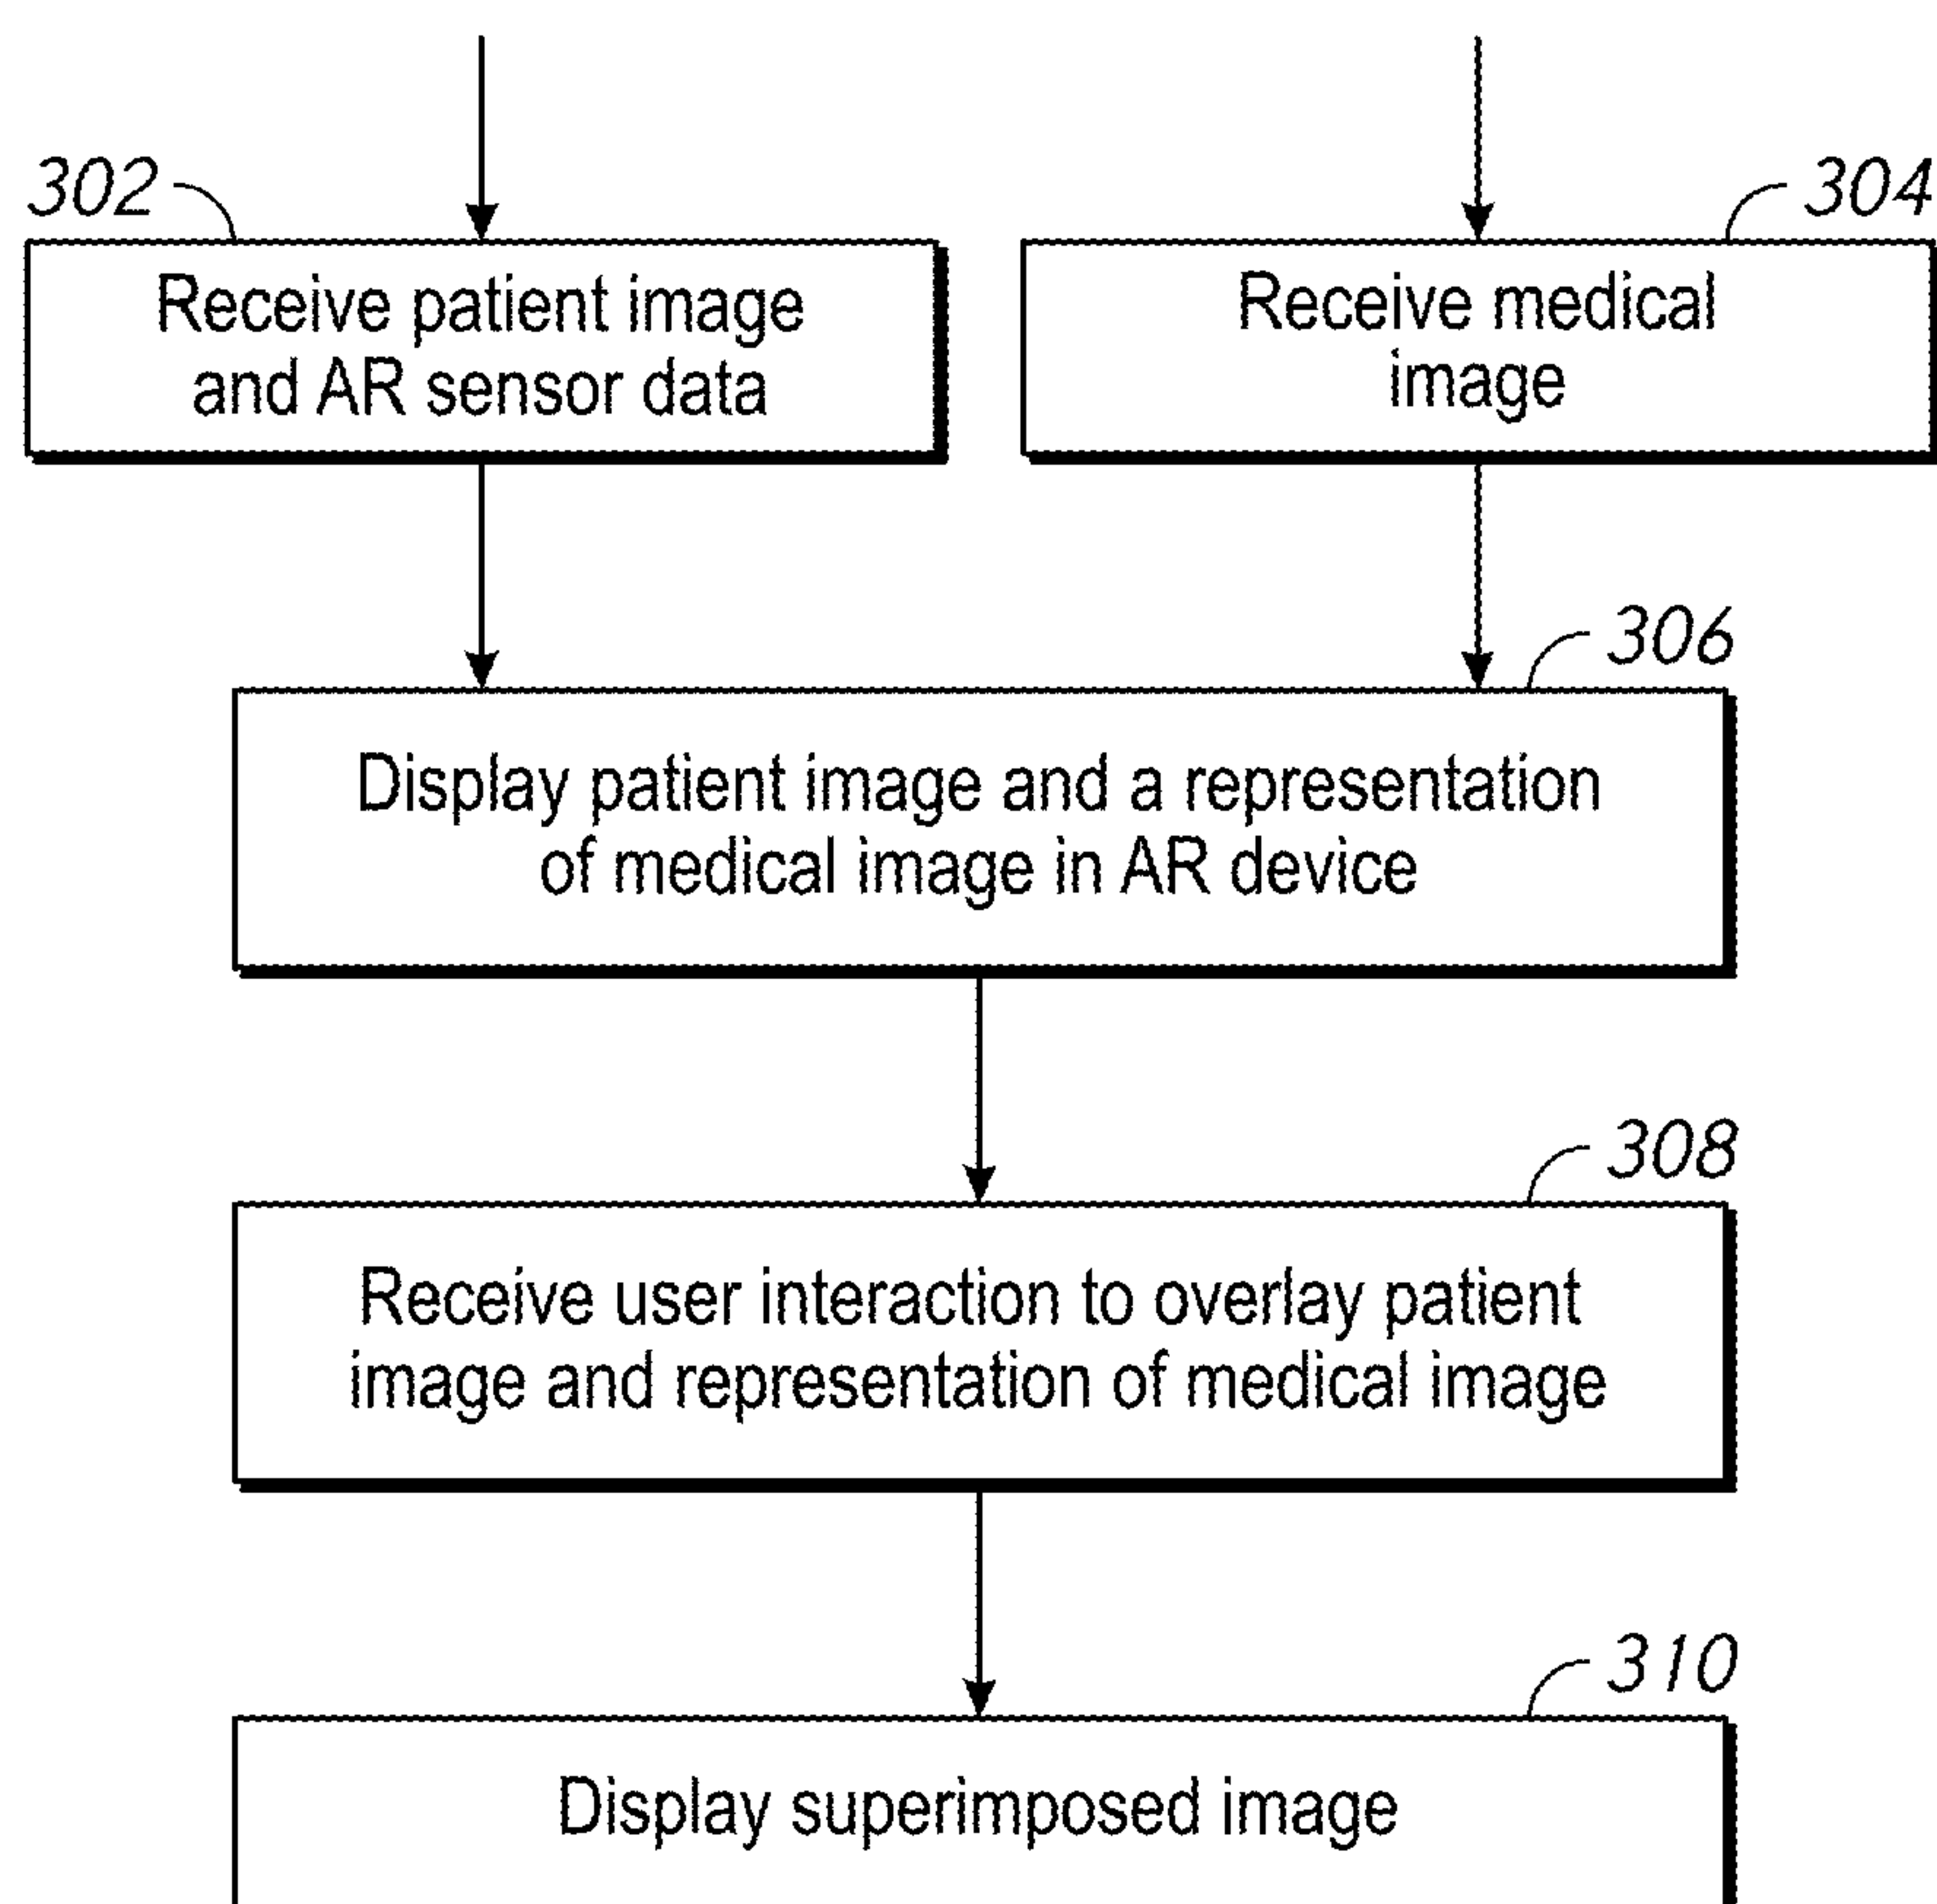 302
304
Receive patient image
and AR sensor data
Receive medical
image
306
Display patient image and a representation
of medical image in AR device
308
Receive user interaction to overlay patient
image and representation of medical image
310
Display superimposed image